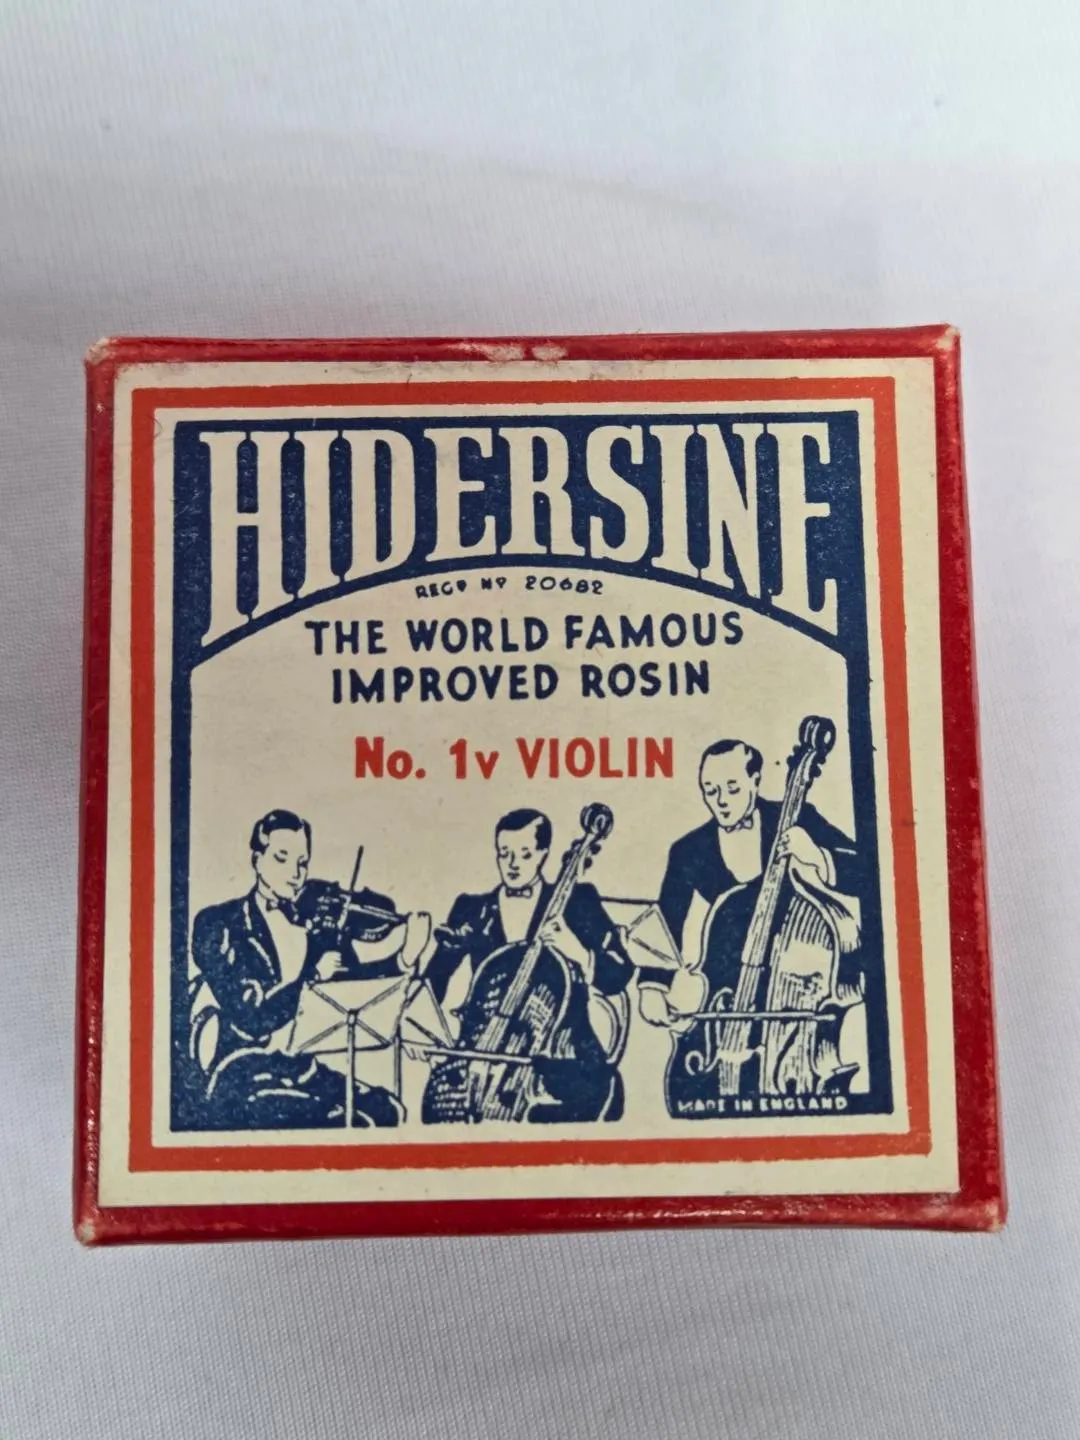 HIDERSINE
REGD No 20682
THE WORLD FAMOUS
IMPROVED ROSIN
No. 1v VIOLIN
MADE IN ENGLAND